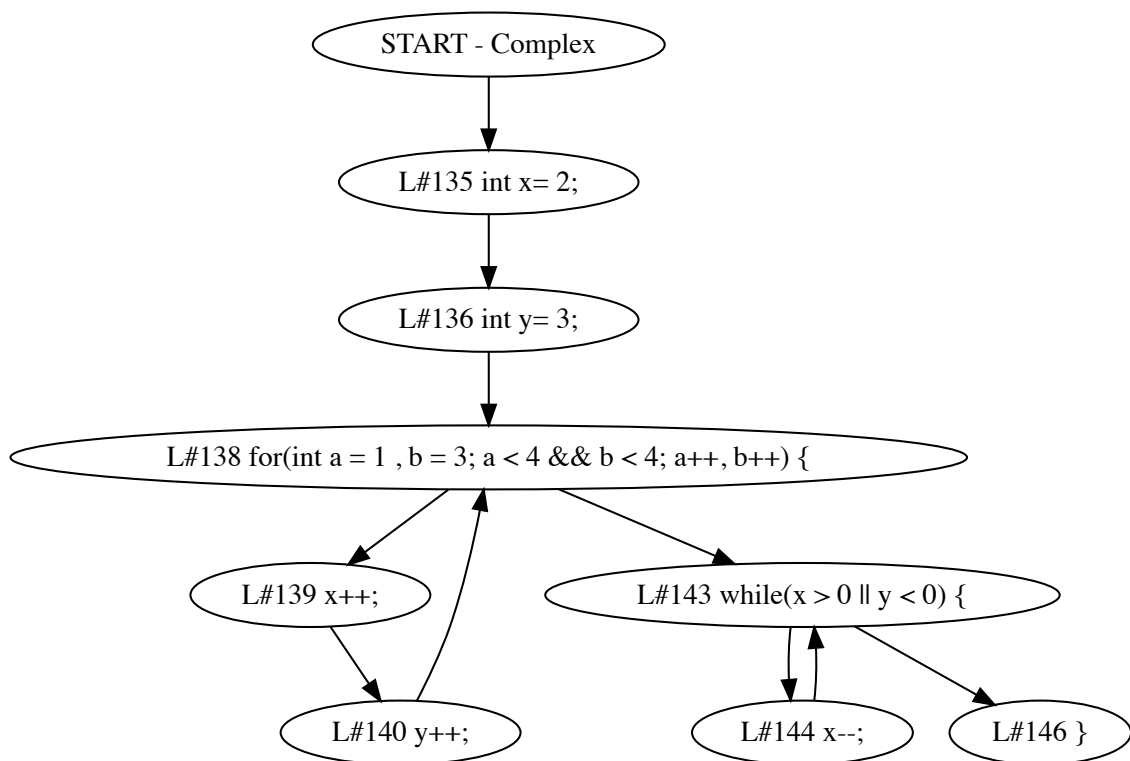 START - Complex
L#135 int x= 2;
L#136 int y= 3;
L#138 for(int a = 1 , b = 3; a < 4 && b < 4; a++, b++) {
L#139 x++;
L#143 while(x > 0 || y < 0) {
L#140 y++;
L#144 x--;
L#146 }